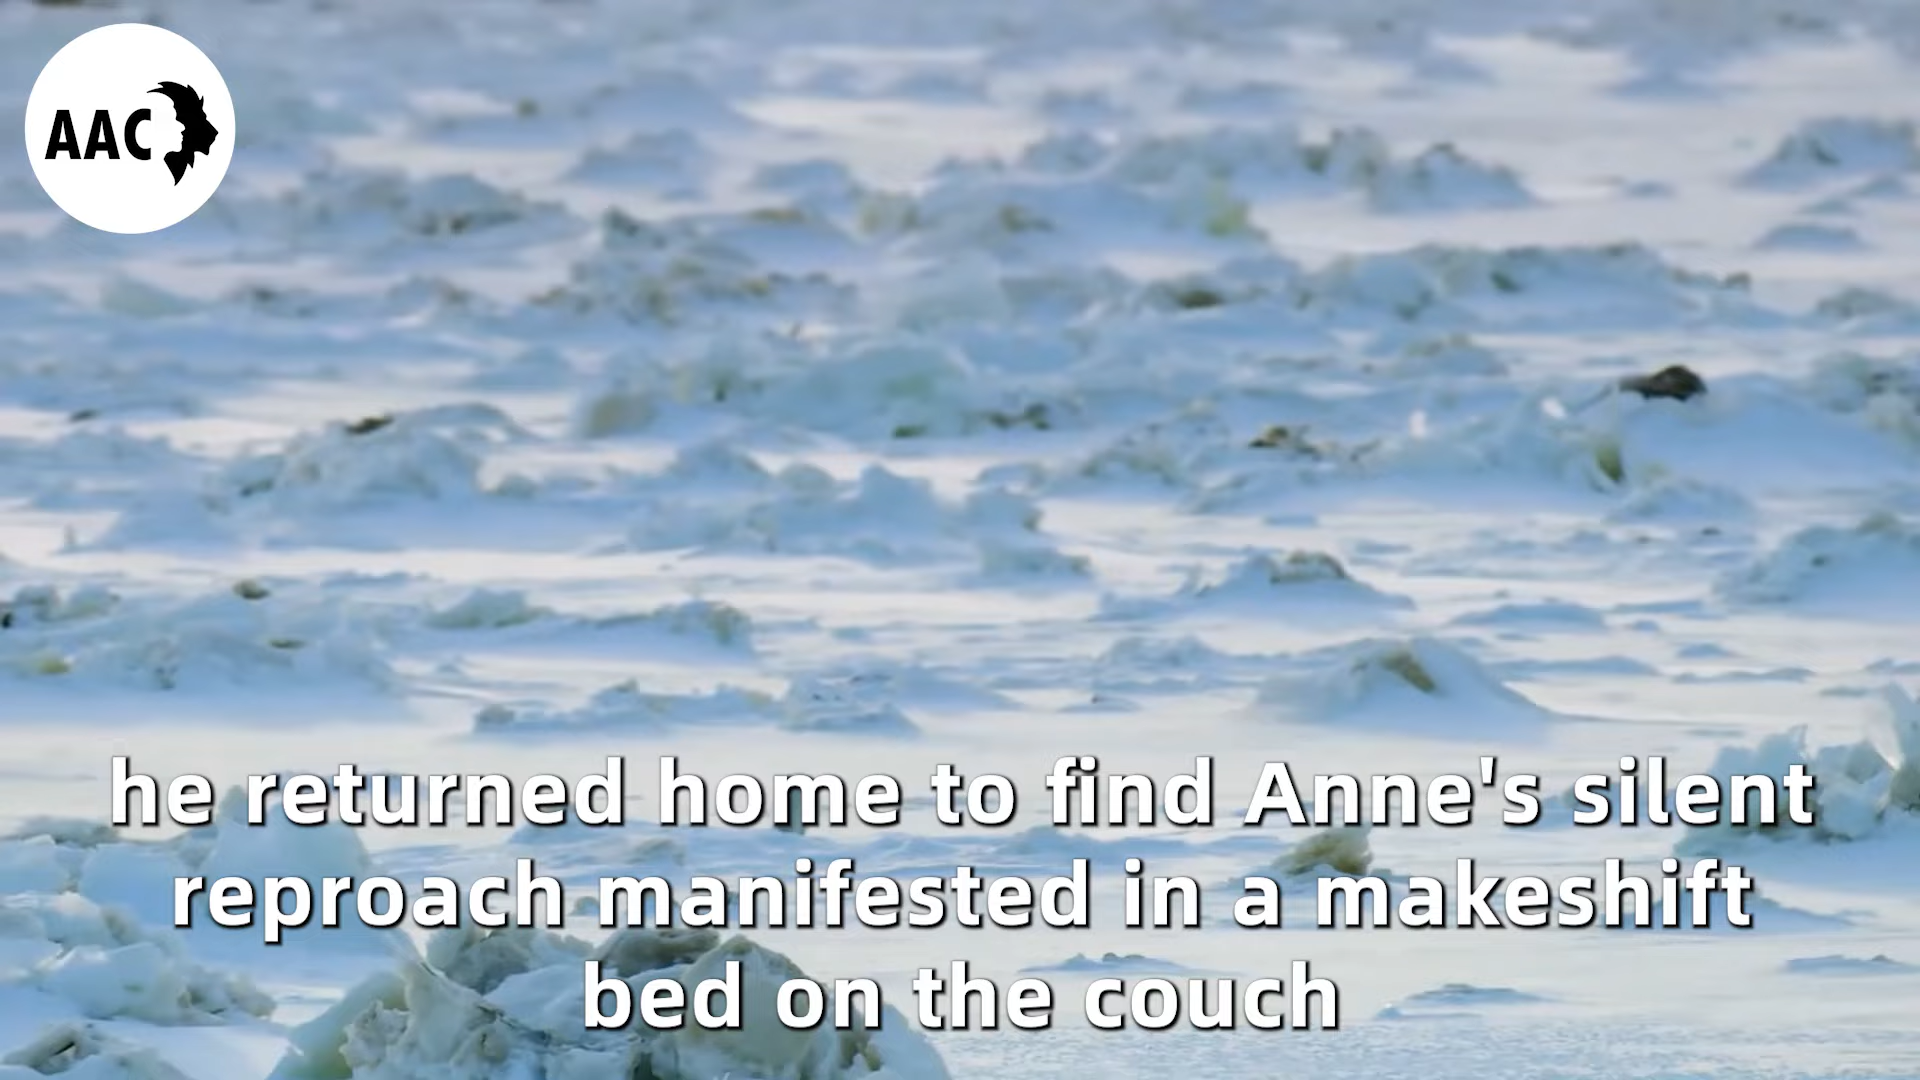 AAC
he returned home to find Anne's silent
reproach manifested in a makeshift
bed on the couch